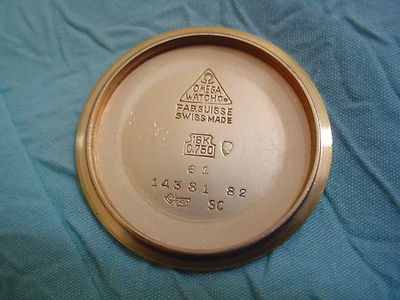 Ω
OMEGA
WATCH Co
FAB.SUISSE
SWISS MADE
18K
0,750
61
14381 82
SC